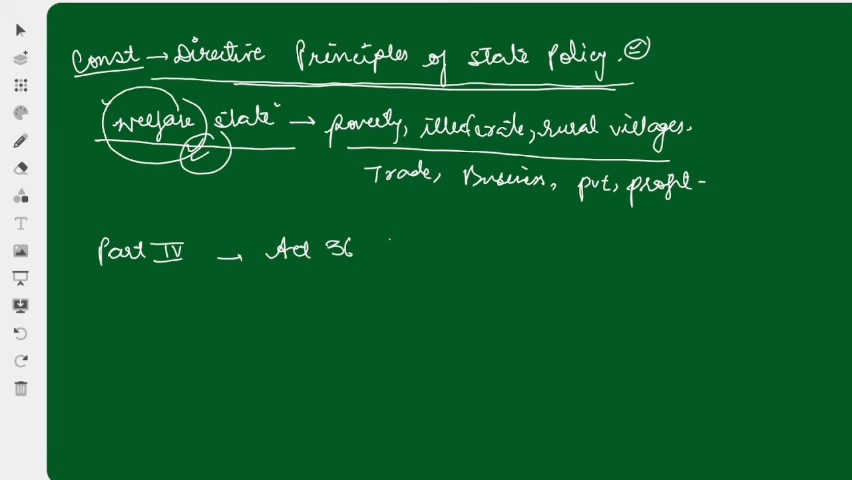 Const → Directive Principles of State Policy.
"welfare" state" → poverty, illiterate, rural villages.
Trade, Business, pvt, profit -
Part IV → Act 36